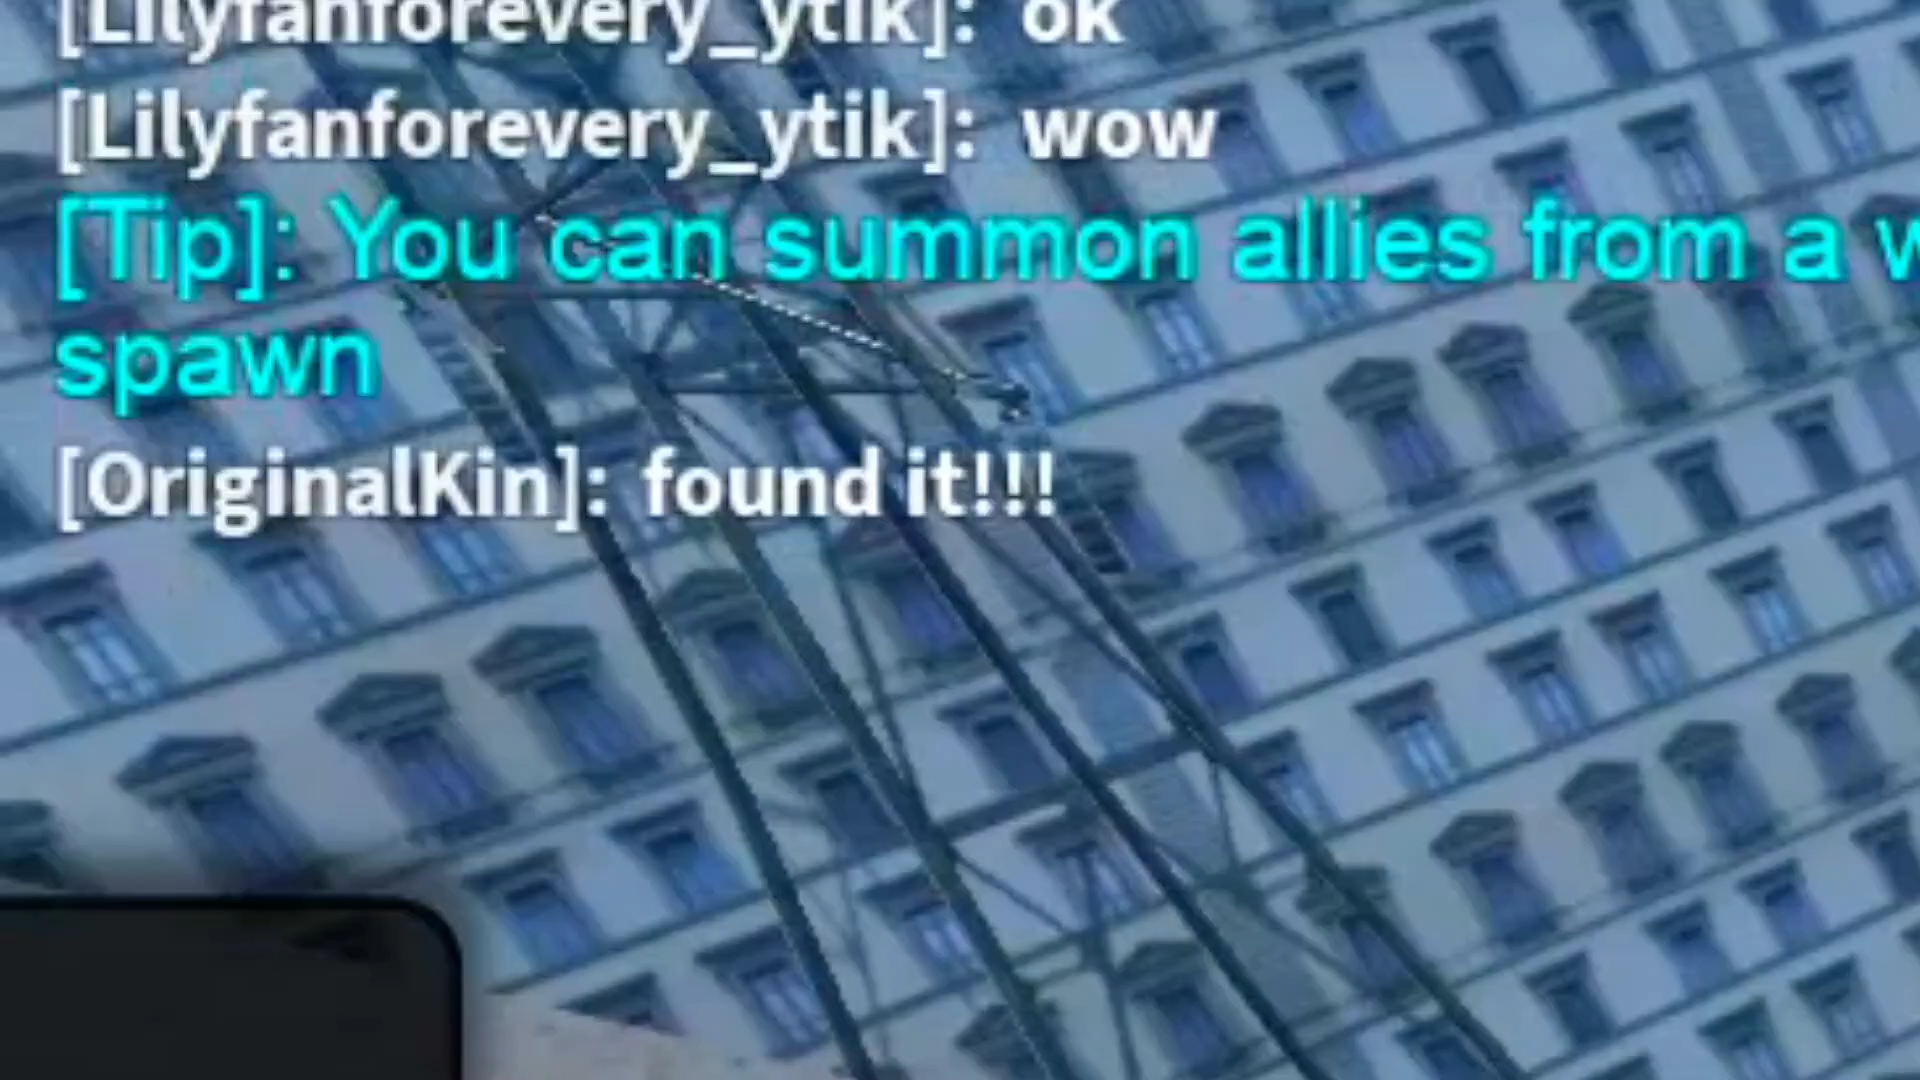 [Lilyfanforevery_ytik]: ok
[Lilyfanforevery_ytik]: wow
[Tip]: You can summon allies from a
spawn
[OriginalKin]: found it!!!